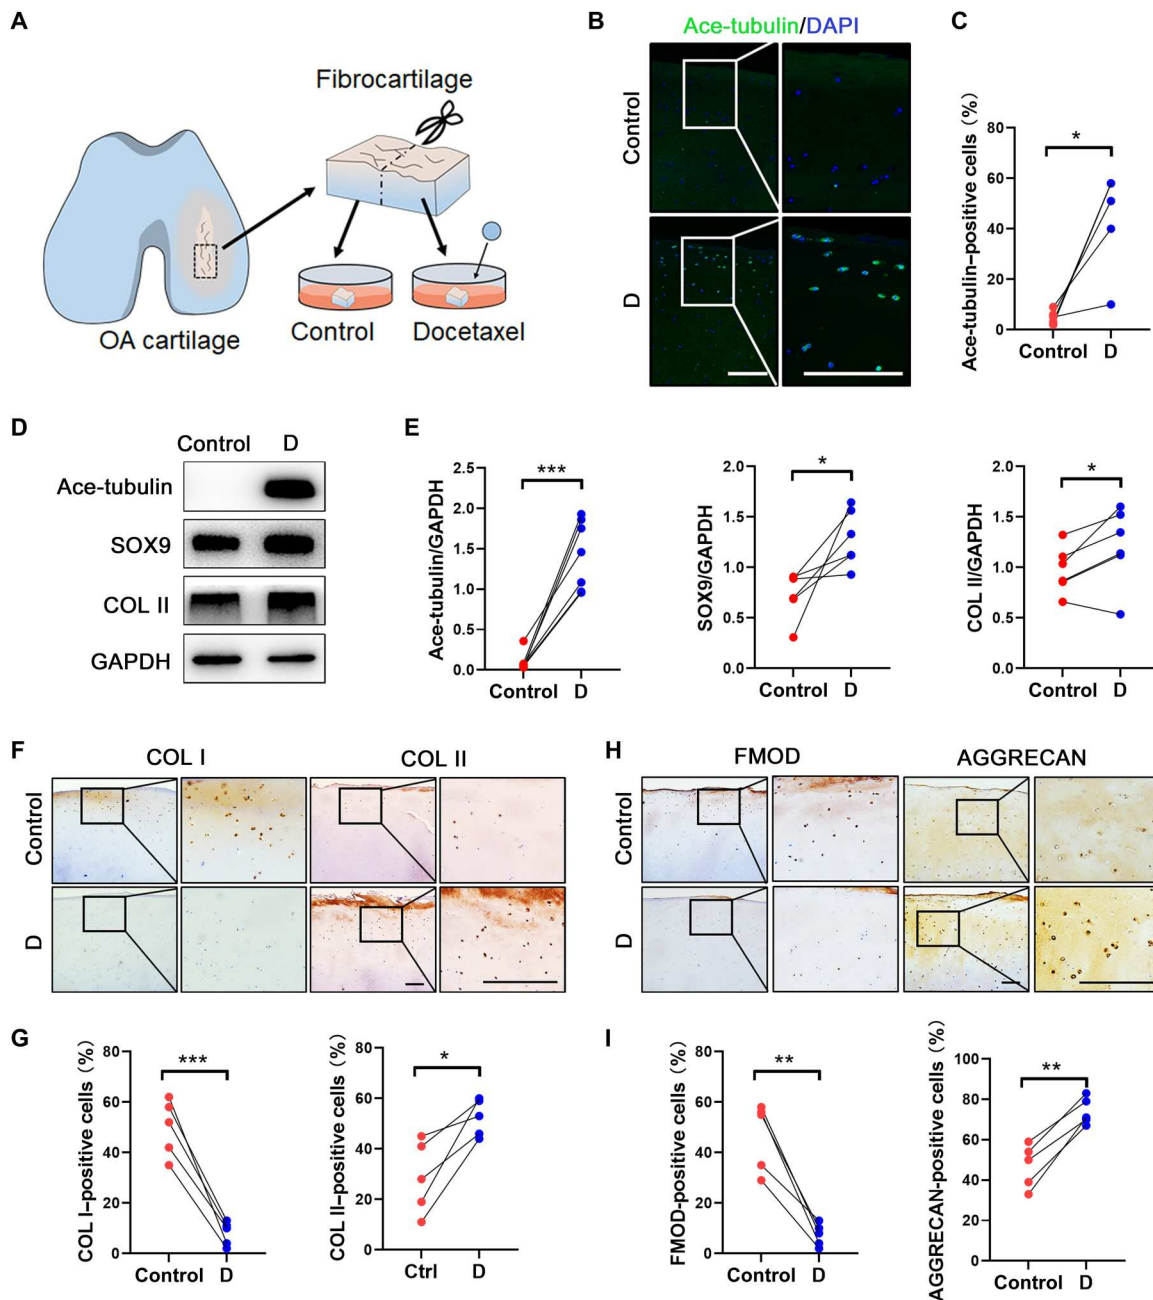 A
Fibrocartilage
OA cartilage
Control
Docetaxel
B
Ace-tubulin/DAPI
Control
D
C
Ace-tubulin–positive cells (%)
80
60
40
20
0
*
Control D
D
Control D
Ace-tubulin
SOX9
COL II
GAPDH
E
Ace-tubulin/GAPDH
2.5
2.0
1.5
1.0
0.5
0.0
***
Control D
SOX9/GAPDH
2.0
1.5
1.0
0.5
0.0
*
Control D
COL II/GAPDH
2.0
1.5
1.0
0.5
0.0
*
Control D
F
COL I COL II
Control
D
H
FMOD AGGRECAN
Control
D
G
COL I–positive cells (%)
80
60
40
20
0
***
Control D
COL II–positive cells (%)
80
60
40
20
0
*
Ctrl D
I
FMOD-positive cells (%)
80
60
40
20
0
**
Control D
AGGRECAN-positive cells (%)
100
80
60
40
20
0
**
Control D